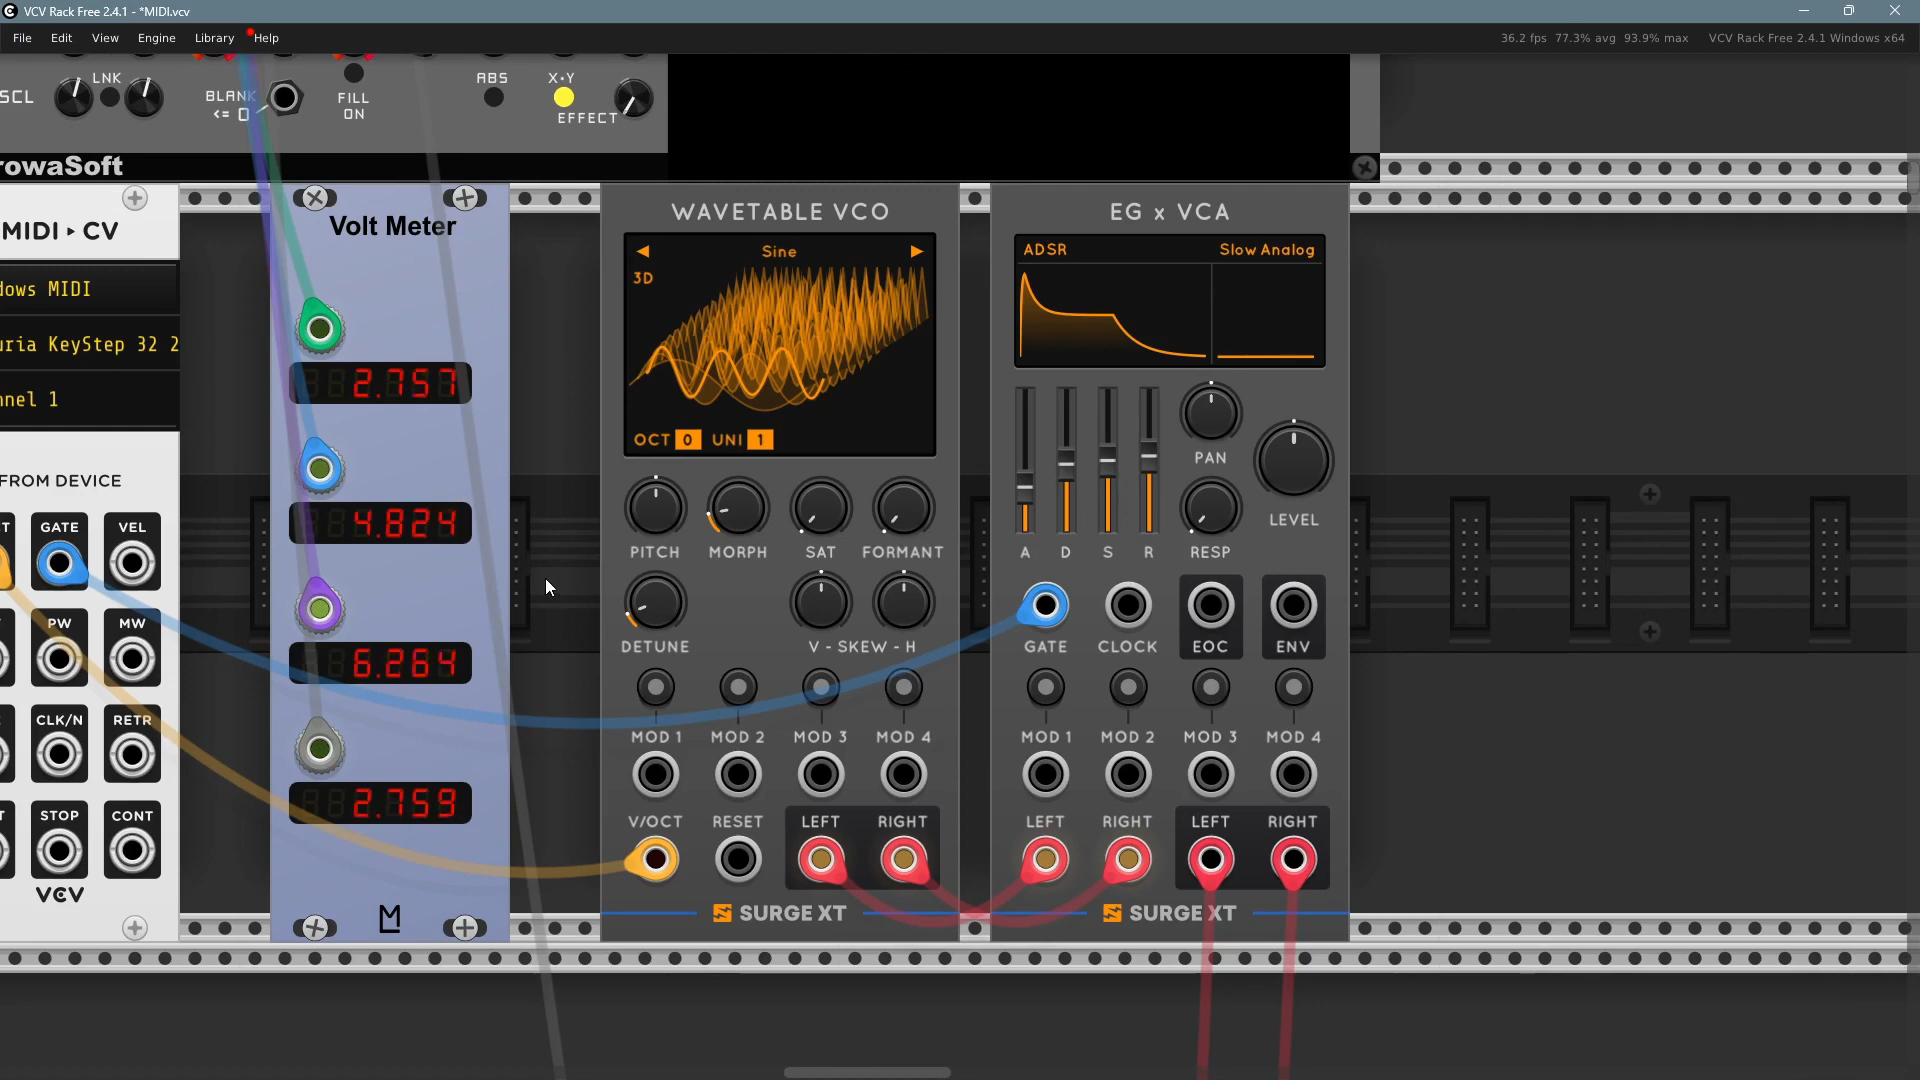 VCV Rack Free 2.4.1 - *MIDI.vcv
File Edit View Engine Library Help
36.2 fps 77.3% avg 93.9% max VCV Rack Free 2.4.1 Windows x64
SCL
LNK
BLANK
<= 0
FILL
ON
ABS
X•Y
EFFECT
rowaSoft
MIDI ▸ CV
dows MIDI
uria KeyStep 32 2
nnel 1
FROM DEVICE
GATE VEL
PW MW
CLK/N RETR
STOP CONT
VCV
Volt Meter
2.757
4.824
6.264
2.759
WAVETABLE VCO
Sine
3D
OCT 0 UNI 1
PITCH MORPH SAT FORMANT
DETUNE V - SKEW - H
MOD 1 MOD 2 MOD 3 MOD 4
V/OCT RESET LEFT RIGHT
SURGE XT
EG x VCA
ADSR Slow Analog
PAN
LEVEL
A D S R RESP
GATE CLOCK EOC ENV
MOD 1 MOD 2 MOD 3 MOD 4
LEFT RIGHT LEFT RIGHT
SURGE XT